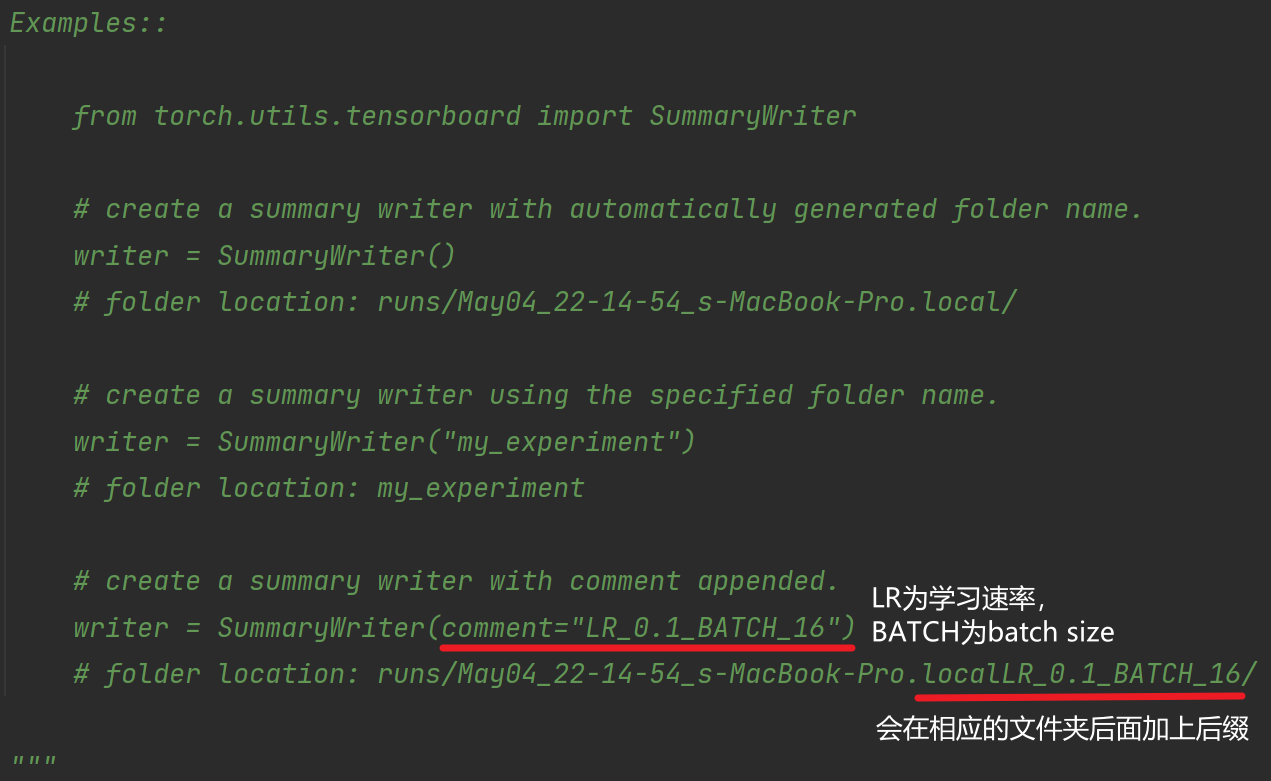 Examples::
from torch.utils.tensorboard import SummaryWriter
# create a summary writer with automatically generated folder name.
writer = SummaryWriter()
# folder location: runs/May04_22-14-54_s-MacBook-Pro.local/
# create a summary writer using the specified folder name.
writer = SummaryWriter("my_experiment")
# folder location: my_experiment
# create a summary writer with comment appended.
LR为学习速率，
writer = SummaryWriter(comment="LR_0.1_BATCH_16")
BATCH为batch size
# folder location: runs/May04_22-14-54_s-MacBook-Pro.localLR_0.1_BATCH_16/
会在相应的文件夹后面加上后缀
"""